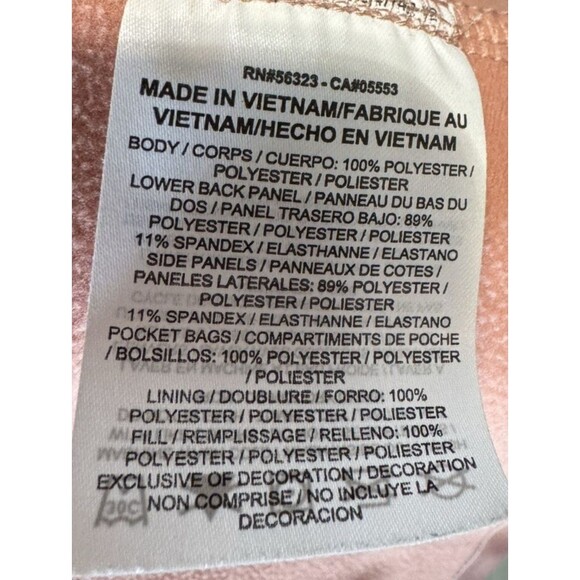 RN#56323 - CA#05553
MADE IN VIETNAM/FABRIQUE AU
VIETNAM/HECHO EN VIETNAM
BODY / CORPS / CUERPO: 100% POLYESTER /
POLYESTER / POLIESTER
LOWER BACK PANEL / PANNEAU DU BAS DU
DOS / PANEL TRASERO BAJO: 89%
POLYESTER / POLYESTER / POLIESTER
11% SPANDEX / ELASTHANNE / ELASTANO
SIDE PANELS / PANNEAUX DE COTES /
PANELES LATERALES: 89% POLYESTER /
POLYESTER / POLIESTER
11% SPANDEX / ELASTHANNE / ELASTANO
POCKET BAGS / COMPARTIMENTS DE POCHE
/ BOLSILLOS: 100% POLYESTER / POLYESTER
/ POLIESTER
LINING / DOUBLURE / FORRO: 100%
POLYESTER / POLYESTER / POLIESTER
FILL / REMPLISSAGE / RELLENO: 100%
POLYESTER / POLYESTER / POLIESTER
EXCLUSIVE OF DECORATION / DECORATION
NON COMPRISE / NO INCLUYE LA
DECORACION
30C